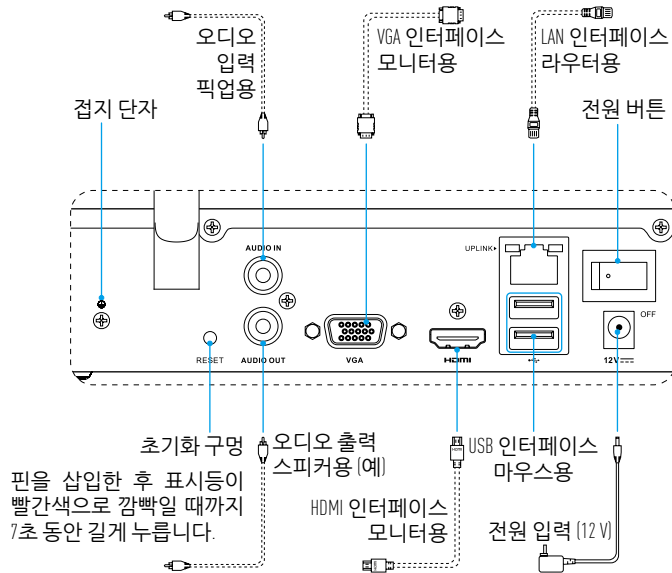 오디오
입력
픽업용
VGA 인터페이스
모니터용
LAN 인터페이스
라우터용
접지 단자
전원 버튼
AUDIO IN
UPLINK
OFF
RESET
AUDIO OUT
VGA
HDMI
12V
초기화 구멍
핀을 삽입한 후 표시등이
빨간색으로 깜빡일 때까지
7초 동안 길게 누릅니다.
오디오 출력
스피커용 (예)
HDMI 인터페이스
모니터용
USB 인터페이스
마우스용
전원 입력 (12 V)